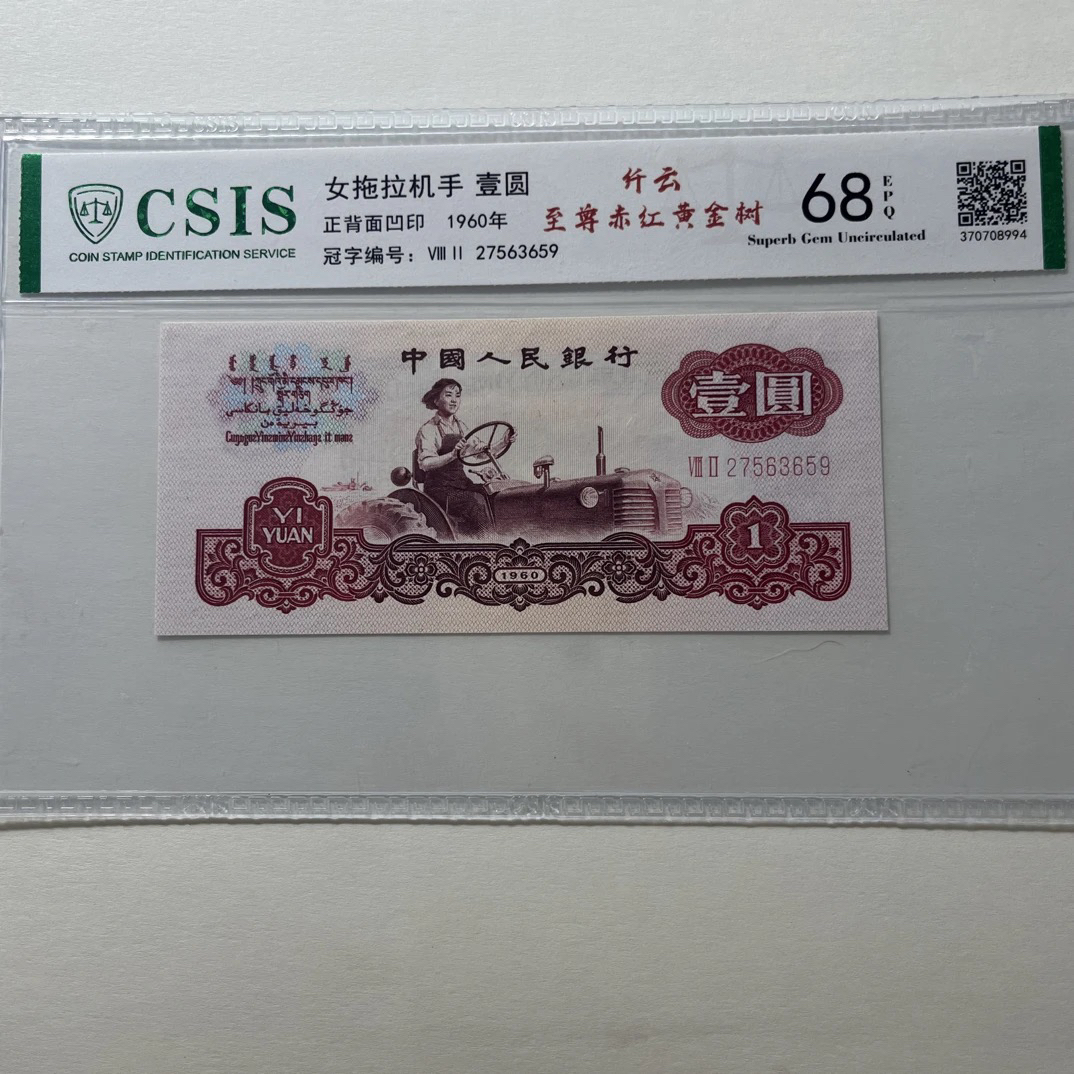 CSIS
COIN STAMP IDENTIFICATION SERVICE
女拖拉机手 壹圆
正背面凹印 1960年
冠字编号: VIII II 27563659
仟云
至尊赤红黄金树
68 EPQ
Superb Gem Uncirculated
370708994
中國人民銀行
壹圓
VIII II 27563659
YI
YUAN
1
1960